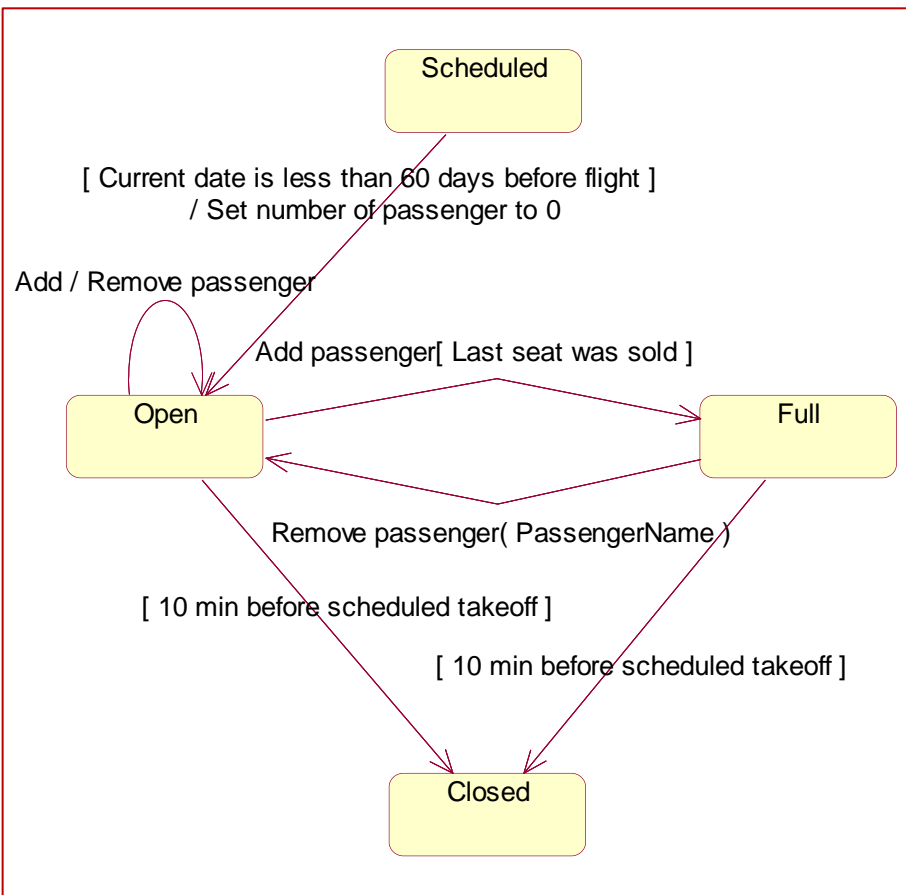 Scheduled
[ Current date is less than 60 days before flight ]
/ Set number of passenger to 0
Add / Remove passenger
Add passenger[ Last seat was sold ]
Open
Full
Remove passenger( PassengerName )
[ 10 min before scheduled takeoff ]
[ 10 min before scheduled takeoff ]
Closed